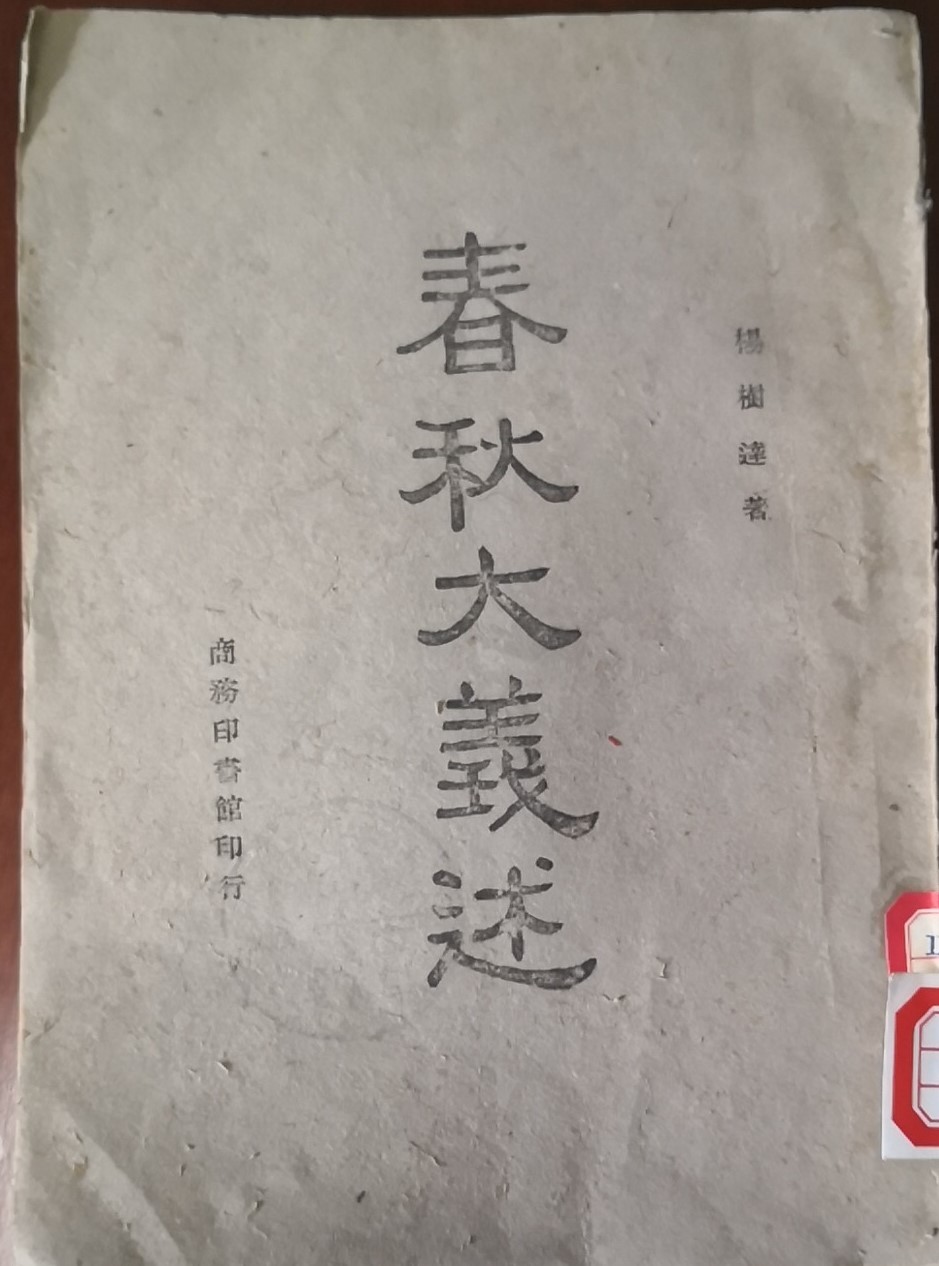 楊樹達著
春秋大義述
商務印書館印行